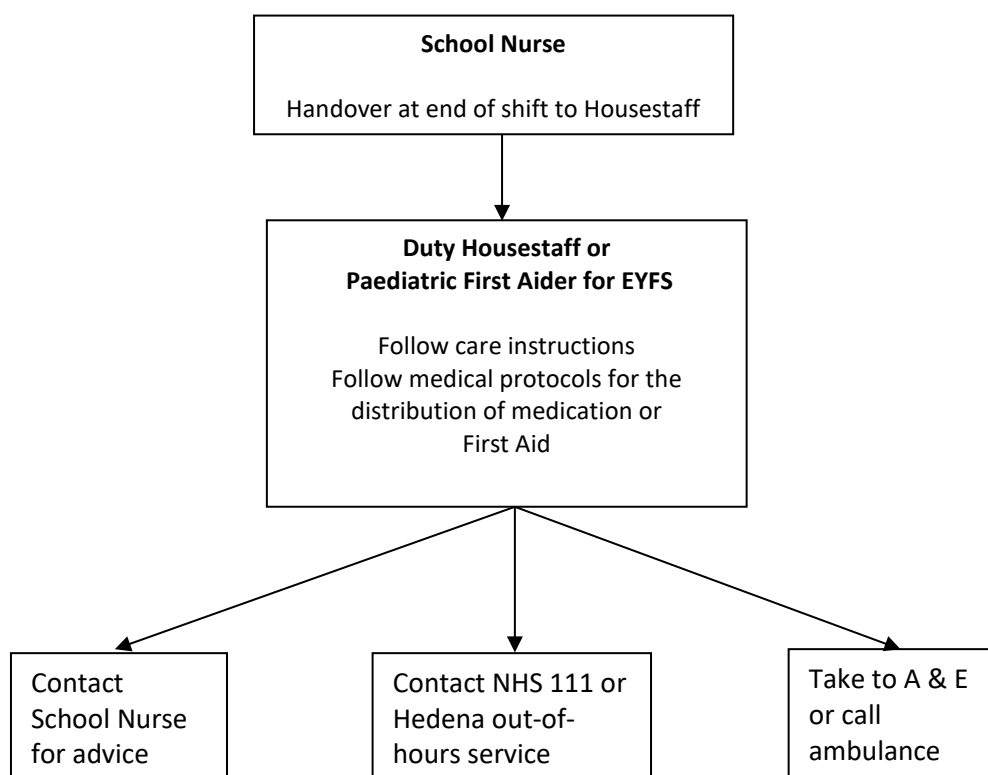 School Nurse
Handover at end of shift to Housestaff
Duty Housestaff or
Paediatric First Aider for EYFS
Follow care instructions
Follow medical protocols for the
distribution of medication or
First Aid
Contact
School Nurse
for advice
Contact NHS 111 or
Hedena out-of-
hours service
Take to A & E
or call
ambulance